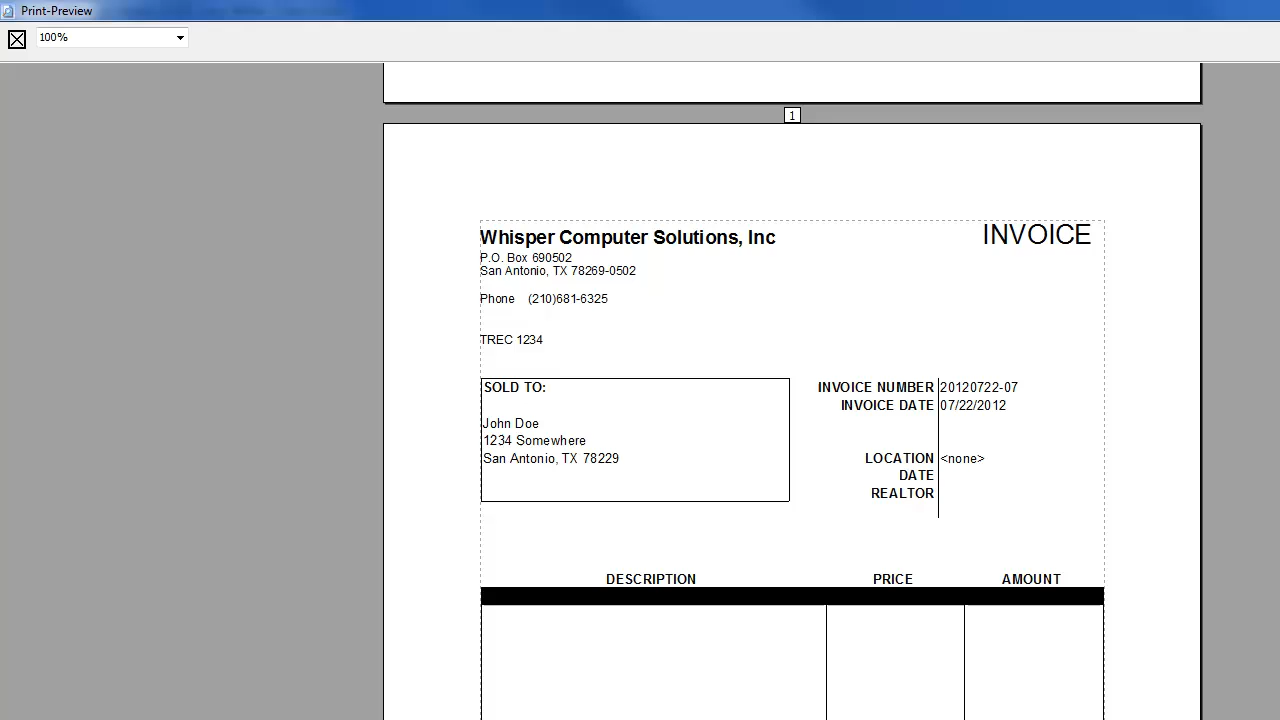 Print-Preview
100%
1
Whisper Computer Solutions, Inc
INVOICE
P.O. Box 690502
San Antonio, TX 78269-0502
Phone (210)681-6325
TREC 1234
SOLD TO:
John Doe
1234 Somewhere
San Antonio, TX 78229
INVOICE NUMBER 20120722-07
INVOICE DATE 07/22/2012
LOCATION <none>
DATE
REALTOR
DESCRIPTION PRICE AMOUNT